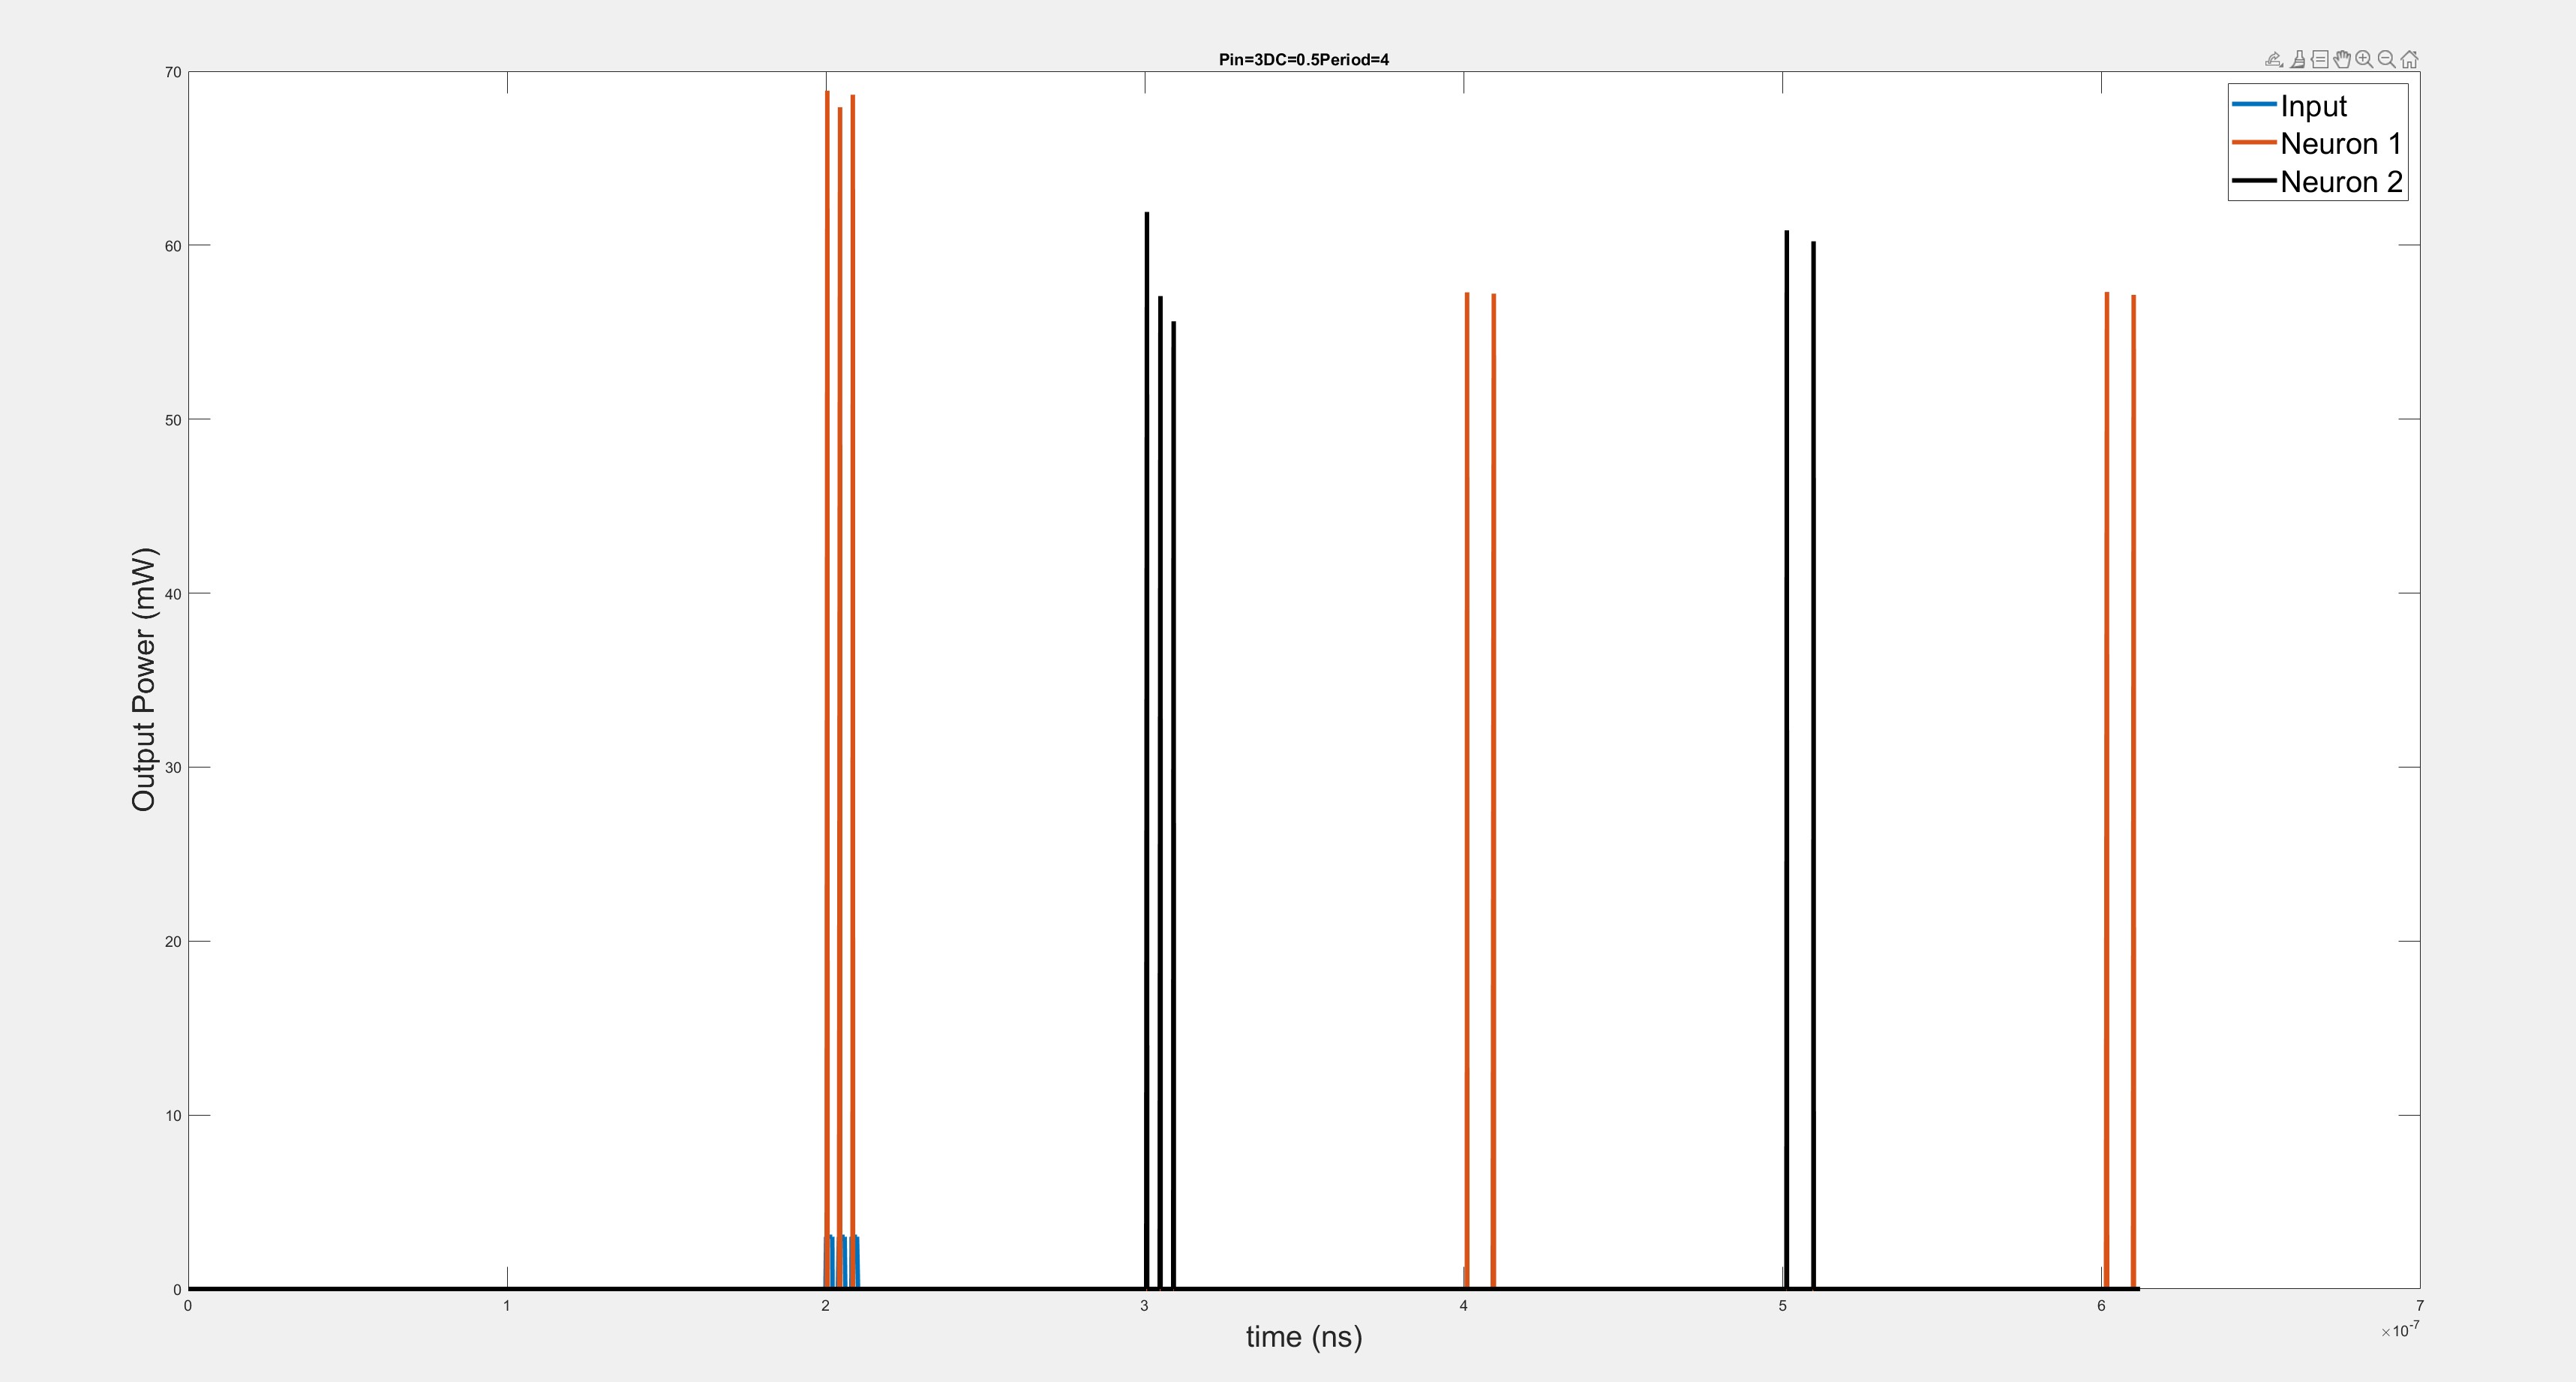 Pin=3DC=0.5Period=4
70
60
50
40
30
20
10
0
Output Power (mW)
Input
Neuron 1
Neuron 2
0 1 2 3 4 5 6 7
×10-7
time (ns)